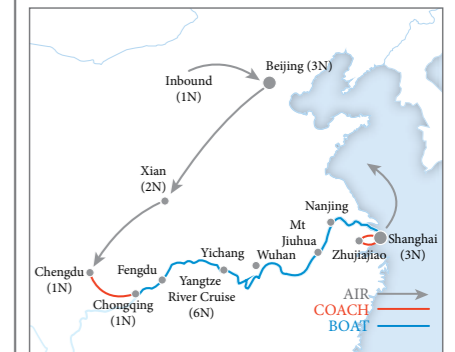 Beijing (3N)
Inbound
(1N)
Xian
(2N)
Nanjing
Mt
Jiuhua
Shanghai
(3N)
Zhujiajiao
Yichang
Wuhan
Chengdu
(1N)
Fengdu
Yangtze
River Cruise
(6N)
Chongqing
(1N)
AIR
COACH
BOAT